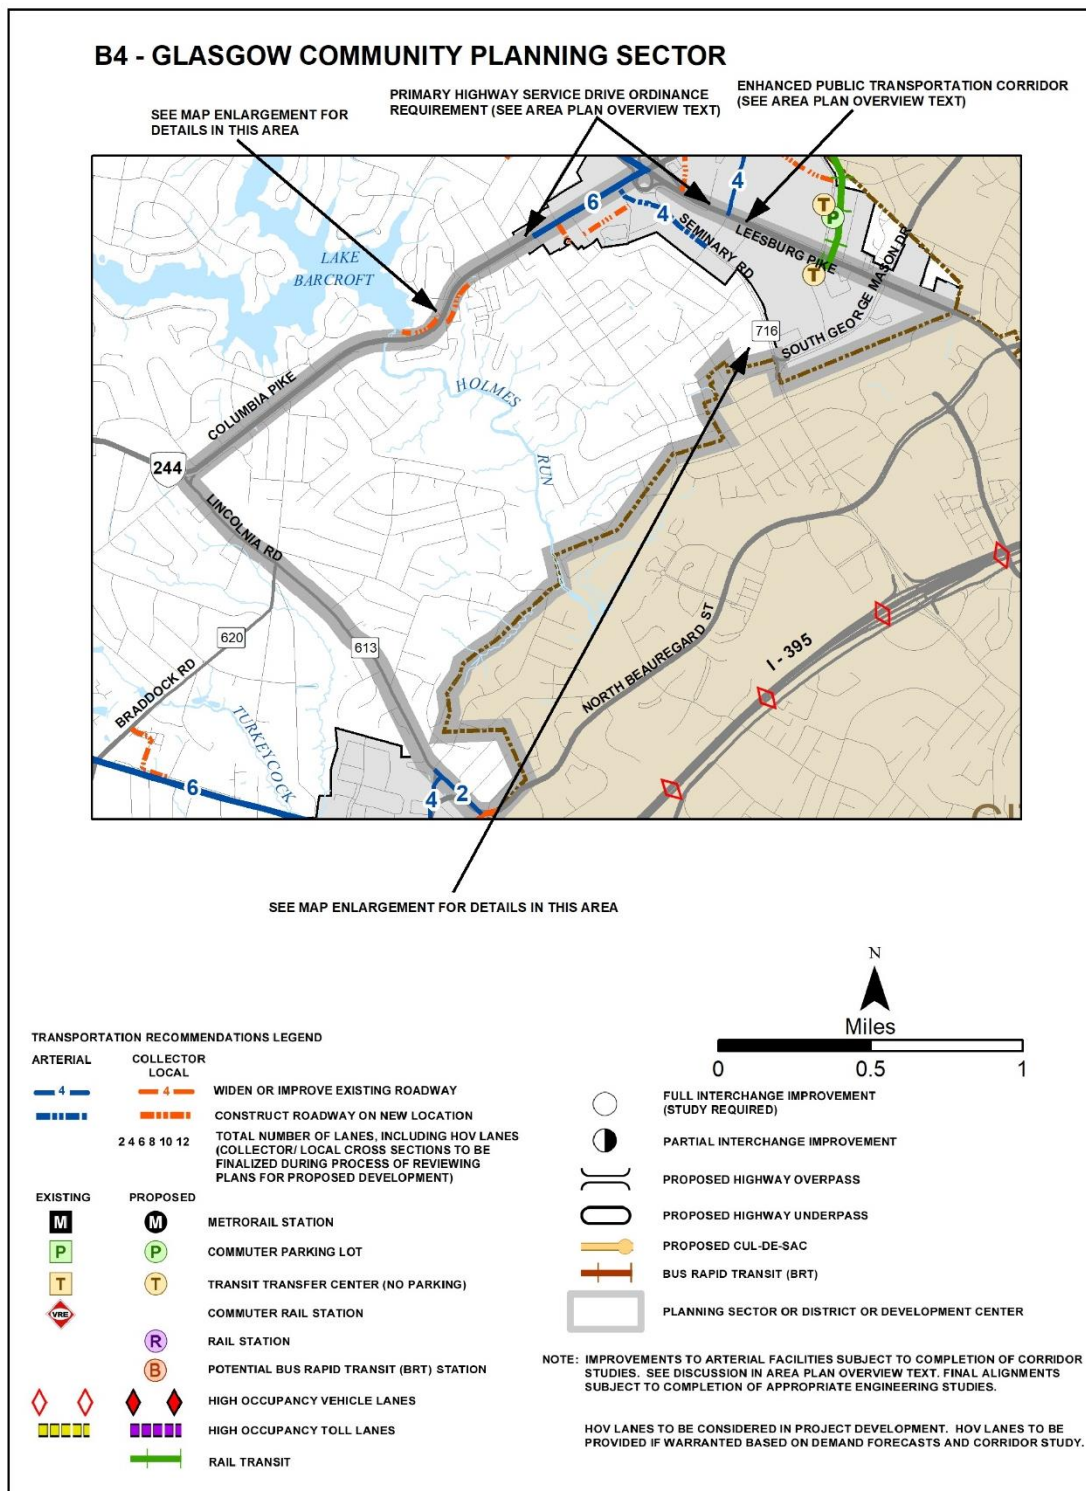 B4 - GLASGOW COMMUNITY PLANNING SECTOR
SEE MAP ENLARGEMENT FOR
DETAILS IN THIS AREA
PRIMARY HIGHWAY SERVICE DRIVE ORDINANCE
REQUIREMENT (SEE AREA PLAN OVERVIEW TEXT)
ENHANCED PUBLIC TRANSPORTATION CORRIDOR
(SEE AREA PLAN OVERVIEW TEXT)
6
4
4
T
P
T
LAKE
BARCROFT
SEMINARY RD
LEESBURG PIKE
SOUTH GEORGE MASON DR
716
COLUMBIA PIKE
HOLMES
RUN
244
LINCOLNIA RD
620
613
BRADDOCK RD
TURKEYCOCK
NORTH BEAUREGARD ST
I - 395
6
4
2
CI
SEE MAP ENLARGEMENT FOR DETAILS IN THIS AREA
N
Miles
0 0.5 1
TRANSPORTATION RECOMMENDATIONS LEGEND
ARTERIAL
COLLECTOR
LOCAL
4 4 WIDEN OR IMPROVE EXISTING ROADWAY
CONSTRUCT ROADWAY ON NEW LOCATION
2 4 6 8 10 12 TOTAL NUMBER OF LANES, INCLUDING HOV LANES
(COLLECTOR/ LOCAL CROSS SECTIONS TO BE
FINALIZED DURING PROCESS OF REVIEWING
PLANS FOR PROPOSED DEVELOPMENT)
EXISTING PROPOSED
M M METRORAIL STATION
P P COMMUTER PARKING LOT
T T TRANSIT TRANSFER CENTER (NO PARKING)
VRE COMMUTER RAIL STATION
R RAIL STATION
B POTENTIAL BUS RAPID TRANSIT (BRT) STATION
HIGH OCCUPANCY VEHICLE LANES
HIGH OCCUPANCY TOLL LANES
RAIL TRANSIT
FULL INTERCHANGE IMPROVEMENT
(STUDY REQUIRED)
PARTIAL INTERCHANGE IMPROVEMENT
PROPOSED HIGHWAY OVERPASS
PROPOSED HIGHWAY UNDERPASS
PROPOSED CUL-DE-SAC
BUS RAPID TRANSIT (BRT)
PLANNING SECTOR OR DISTRICT OR DEVELOPMENT CENTER
NOTE: IMPROVEMENTS TO ARTERIAL FACILITIES SUBJECT TO COMPLETION OF CORRIDOR
STUDIES. SEE DISCUSSION IN AREA PLAN OVERVIEW TEXT. FINAL ALIGNMENTS
SUBJECT TO COMPLETION OF APPROPRIATE ENGINEERING STUDIES.
HOV LANES TO BE CONSIDERED IN PROJECT DEVELOPMENT. HOV LANES TO BE
PROVIDED IF WARRANTED BASED ON DEMAND FORECASTS AND CORRIDOR STUDY.